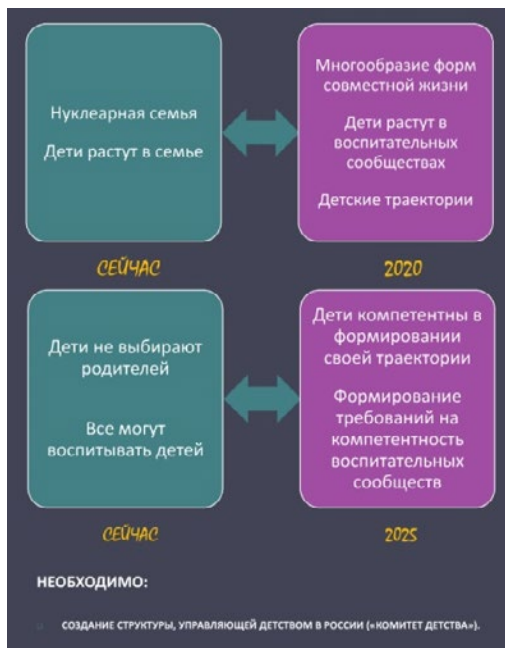 Нуклеарная семья
Дети растут в семье
Многообразие форм
совместной жизни
Дети растут в
воспитательных
сообществах
Детские траектории
СЕЙЧАС
2020
Дети не выбирают
родителей
Все могут
воспитывать детей
Дети компетентны в
формировании
своей траектории
Формирование
требований на
компетентность
воспитательных
сообществ
СЕЙЧАС
2025
НЕОБХОДИМО:
СОЗДАНИЕ СТРУКТУРЫ, УПРАВЛЯЮЩЕЙ ДЕТСТВОМ В РОССИИ («КОМИТЕТ ДЕТСТВА»).